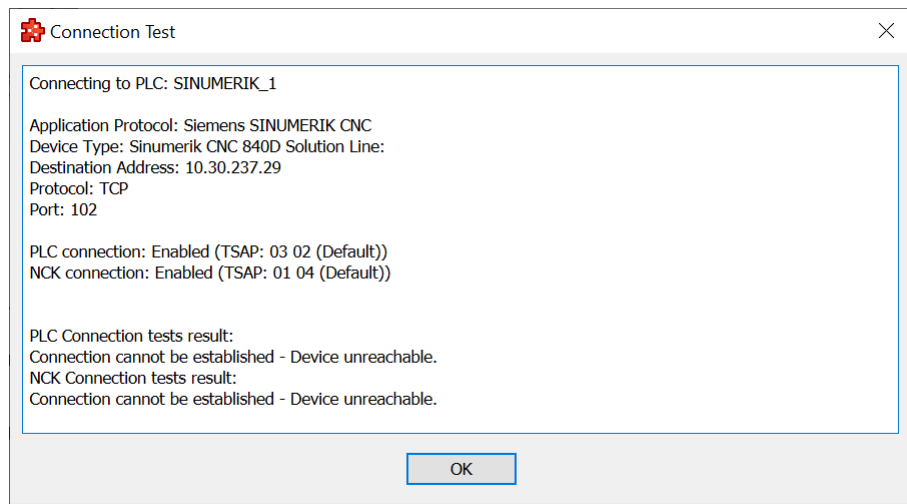 Connection Test
Connecting to PLC: SINUMERIK_1
Application Protocol: Siemens SINUMERIK CNC
Device Type: Sinumerik CNC 840D Solution Line:
Destination Address: 10.30.237.29
Protocol: TCP
Port: 102
PLC connection: Enabled (TSAP: 03 02 (Default))
NCK connection: Enabled (TSAP: 01 04 (Default))
PLC Connection tests result:
Connection cannot be established - Device unreachable.
NCK Connection tests result:
Connection cannot be established - Device unreachable.
OK